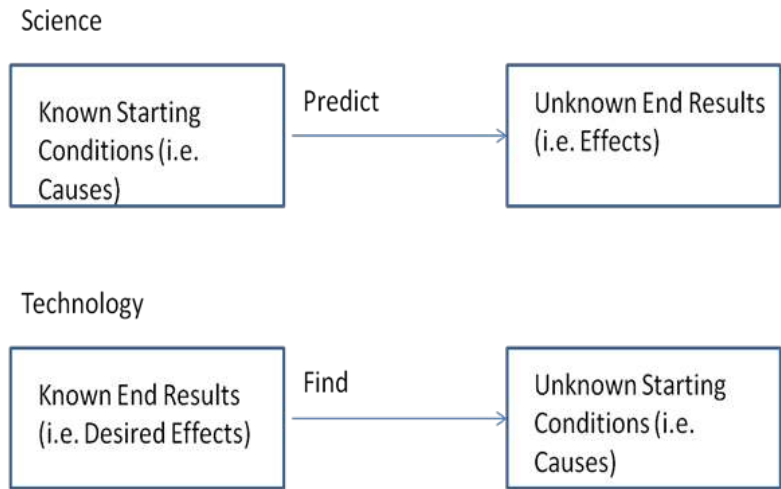 Science
Known Starting
Conditions (i.e.
Causes)
Predict
Unknown End Results
(i.e. Effects)
Technology
Known End Results
(i.e. Desired Effects)
Find
Unknown Starting
Conditions (i.e.
Causes)